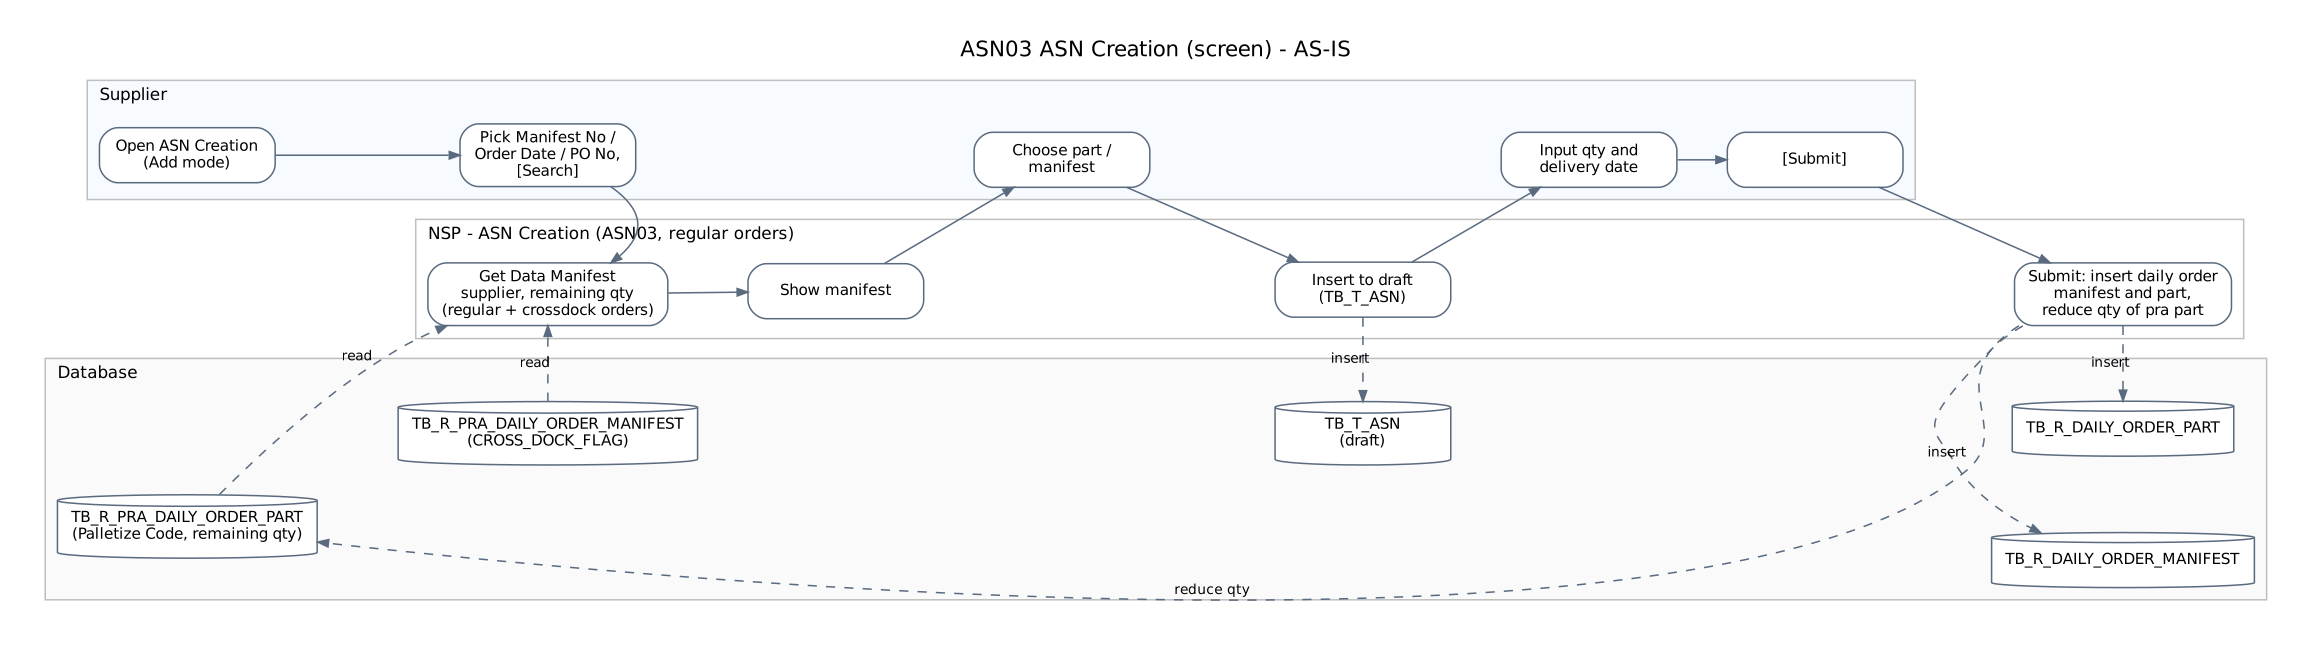 ASN03 ASN Creation (screen) - AS-IS
Supplier
Open ASN Creation
(Add mode)
Pick Manifest No /
Order Date / PO No,
[Search]
Choose part /
manifest
Input qty and
delivery date
[Submit]
NSP - ASN Creation (ASN03, regular orders)
Get Data Manifest
supplier, remaining qty
(regular + crossdock orders)
Show manifest
Insert to draft
(TB_T_ASN)
Submit: insert daily order
manifest and part,
reduce qty of pra part
read
read
insert
insert
Database
TB_R_PRA_DAILY_ORDER_MANIFEST
(CROSS_DOCK_FLAG)
TB_T_ASN
(draft)
TB_R_DAILY_ORDER_PART
insert
TB_R_PRA_DAILY_ORDER_PART
(Palletize Code, remaining qty)
TB_R_DAILY_ORDER_MANIFEST
reduce qty